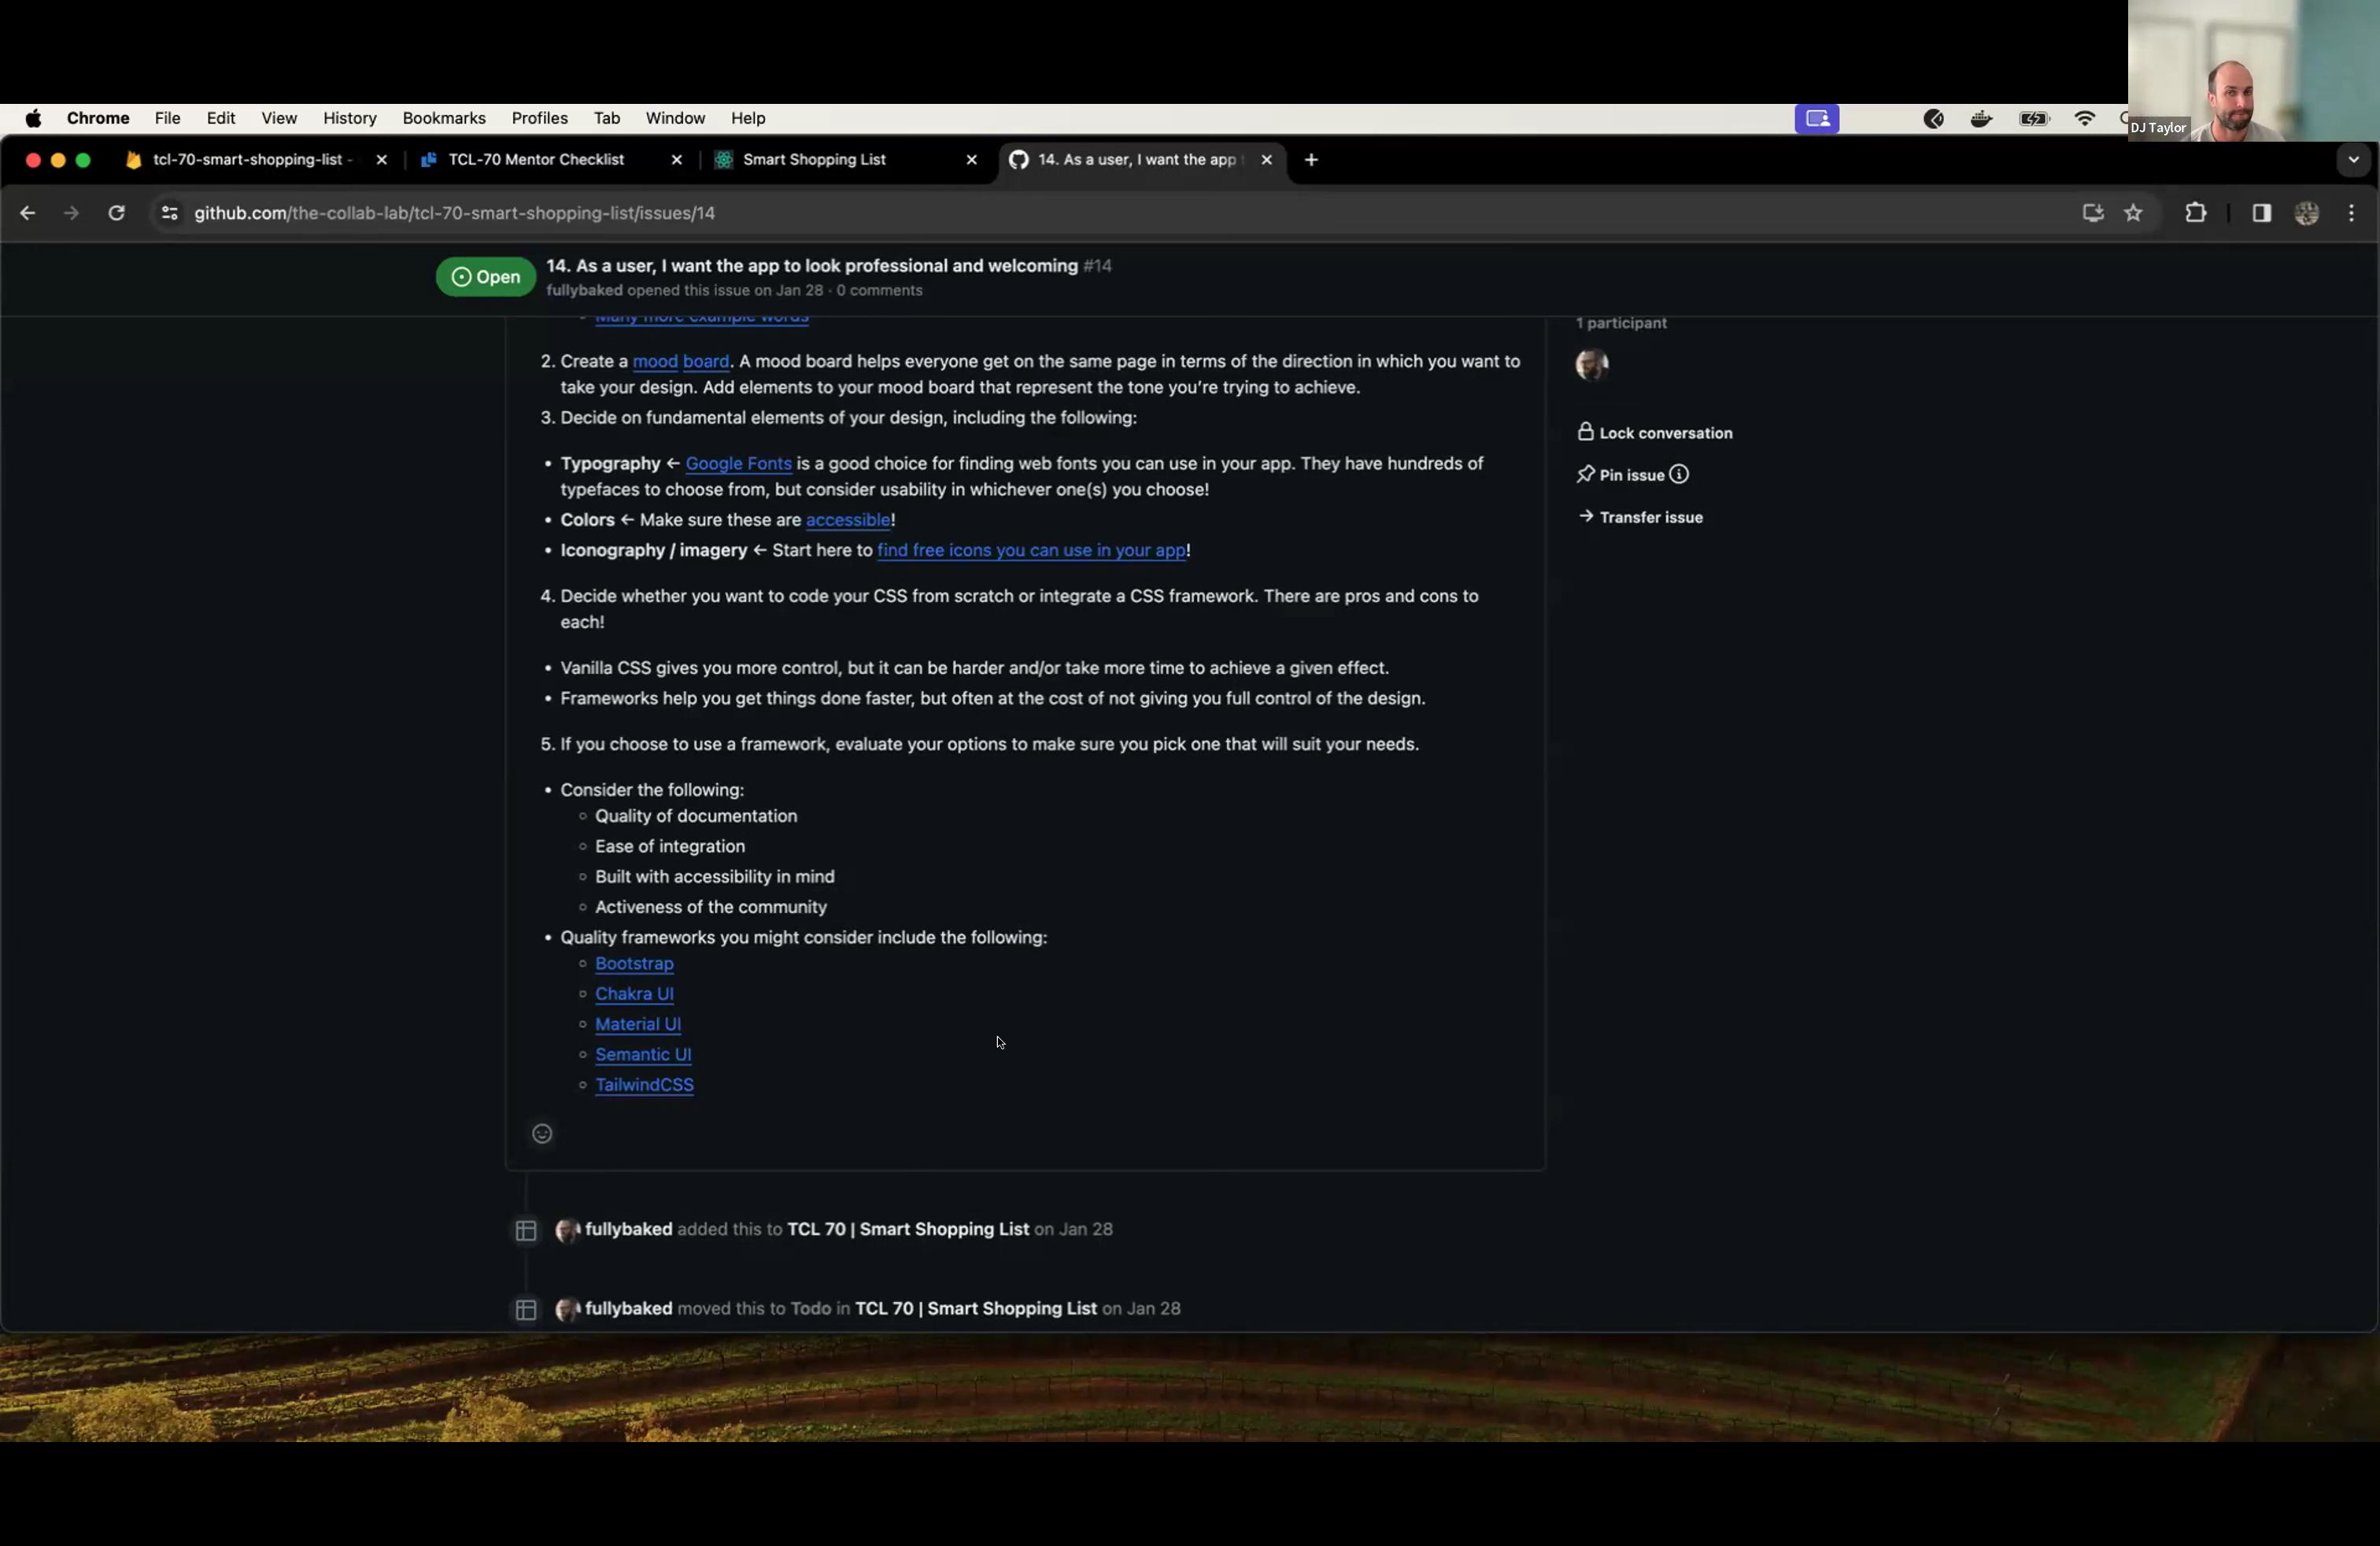 DJ Taylor
Chrome File Edit View History Bookmarks Profiles Tab Window Help
tcl-70-smart-shopping-list - TCL-70 Mentor Checklist Smart Shopping List 14. As a user, I want the app
github.com/the-collab-lab/tcl-70-smart-shopping-list/issues/14
Open
14. As a user, I want the app to look professional and welcoming #14
fullybaked opened this issue on Jan 28 · 0 comments
Many more example words
2. Create a mood board. A mood board helps everyone get on the same page in terms of the direction in which you want to
take your design. Add elements to your mood board that represent the tone you’re trying to achieve.
3. Decide on fundamental elements of your design, including the following:
• Typography ← Google Fonts is a good choice for finding web fonts you can use in your app. They have hundreds of
typefaces to choose from, but consider usability in whichever one(s) you choose!
• Colors ← Make sure these are accessible!
• Iconography / imagery ← Start here to find free icons you can use in your app!
4. Decide whether you want to code your CSS from scratch or integrate a CSS framework. There are pros and cons to
each!
• Vanilla CSS gives you more control, but it can be harder and/or take more time to achieve a given effect.
• Frameworks help you get things done faster, but often at the cost of not giving you full control of the design.
5. If you choose to use a framework, evaluate your options to make sure you pick one that will suit your needs.
• Consider the following:
○ Quality of documentation
○ Ease of integration
○ Built with accessibility in mind
○ Activeness of the community
• Quality frameworks you might consider include the following:
○ Bootstrap
○ Chakra UI
○ Material UI
○ Semantic UI
○ TailwindCSS
1 participant
Lock conversation
Pin issue
→ Transfer issue
fullybaked added this to TCL 70 | Smart Shopping List on Jan 28
fullybaked moved this to Todo in TCL 70 | Smart Shopping List on Jan 28